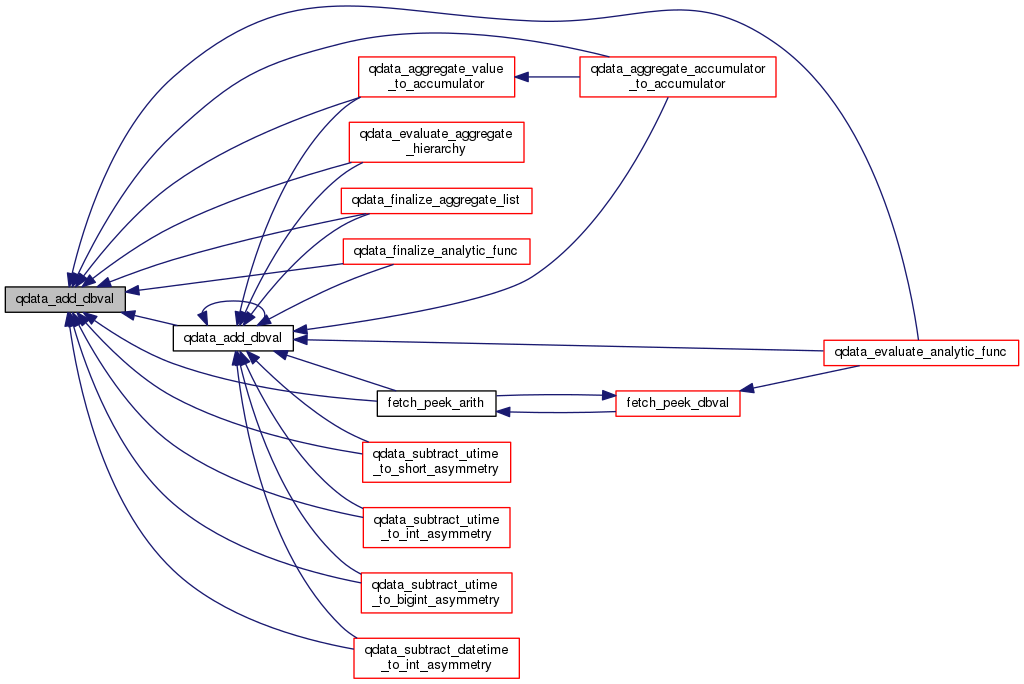 qdata_aggregate_value
_to_accumulator
qdata_aggregate_accumulator
_to_accumulator
qdata_evaluate_aggregate
_hierarchy
qdata_finalize_aggregate_list
qdata_finalize_analytic_func
qdata_add_dbval
qdata_add_dbval
qdata_evaluate_analytic_func
fetch_peek_arith
fetch_peek_dbval
qdata_subtract_utime
_to_short_asymmetry
qdata_subtract_utime
_to_int_asymmetry
qdata_subtract_utime
_to_bigint_asymmetry
qdata_subtract_datetime
_to_int_asymmetry